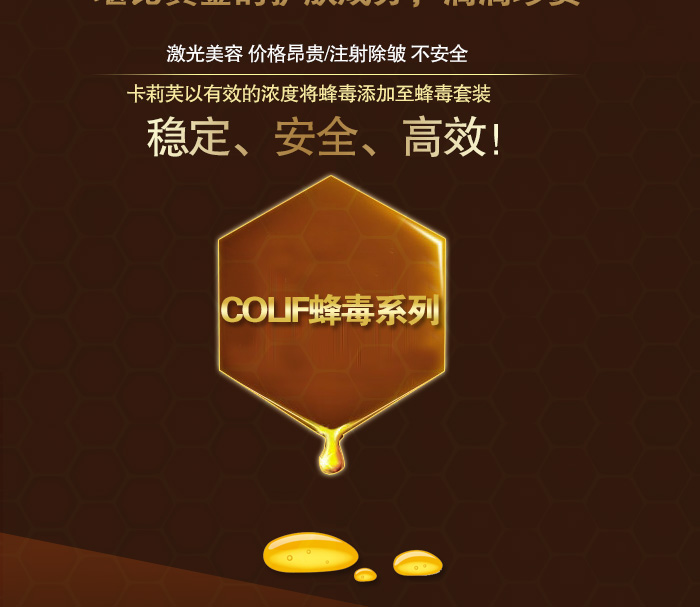 激光美容 价格昂贵/注射除皱 不安全
卡莉芙以有效的浓度将蜂毒添加至蜂毒套装
稳定、安全、高效!
COLIF蜂毒系列